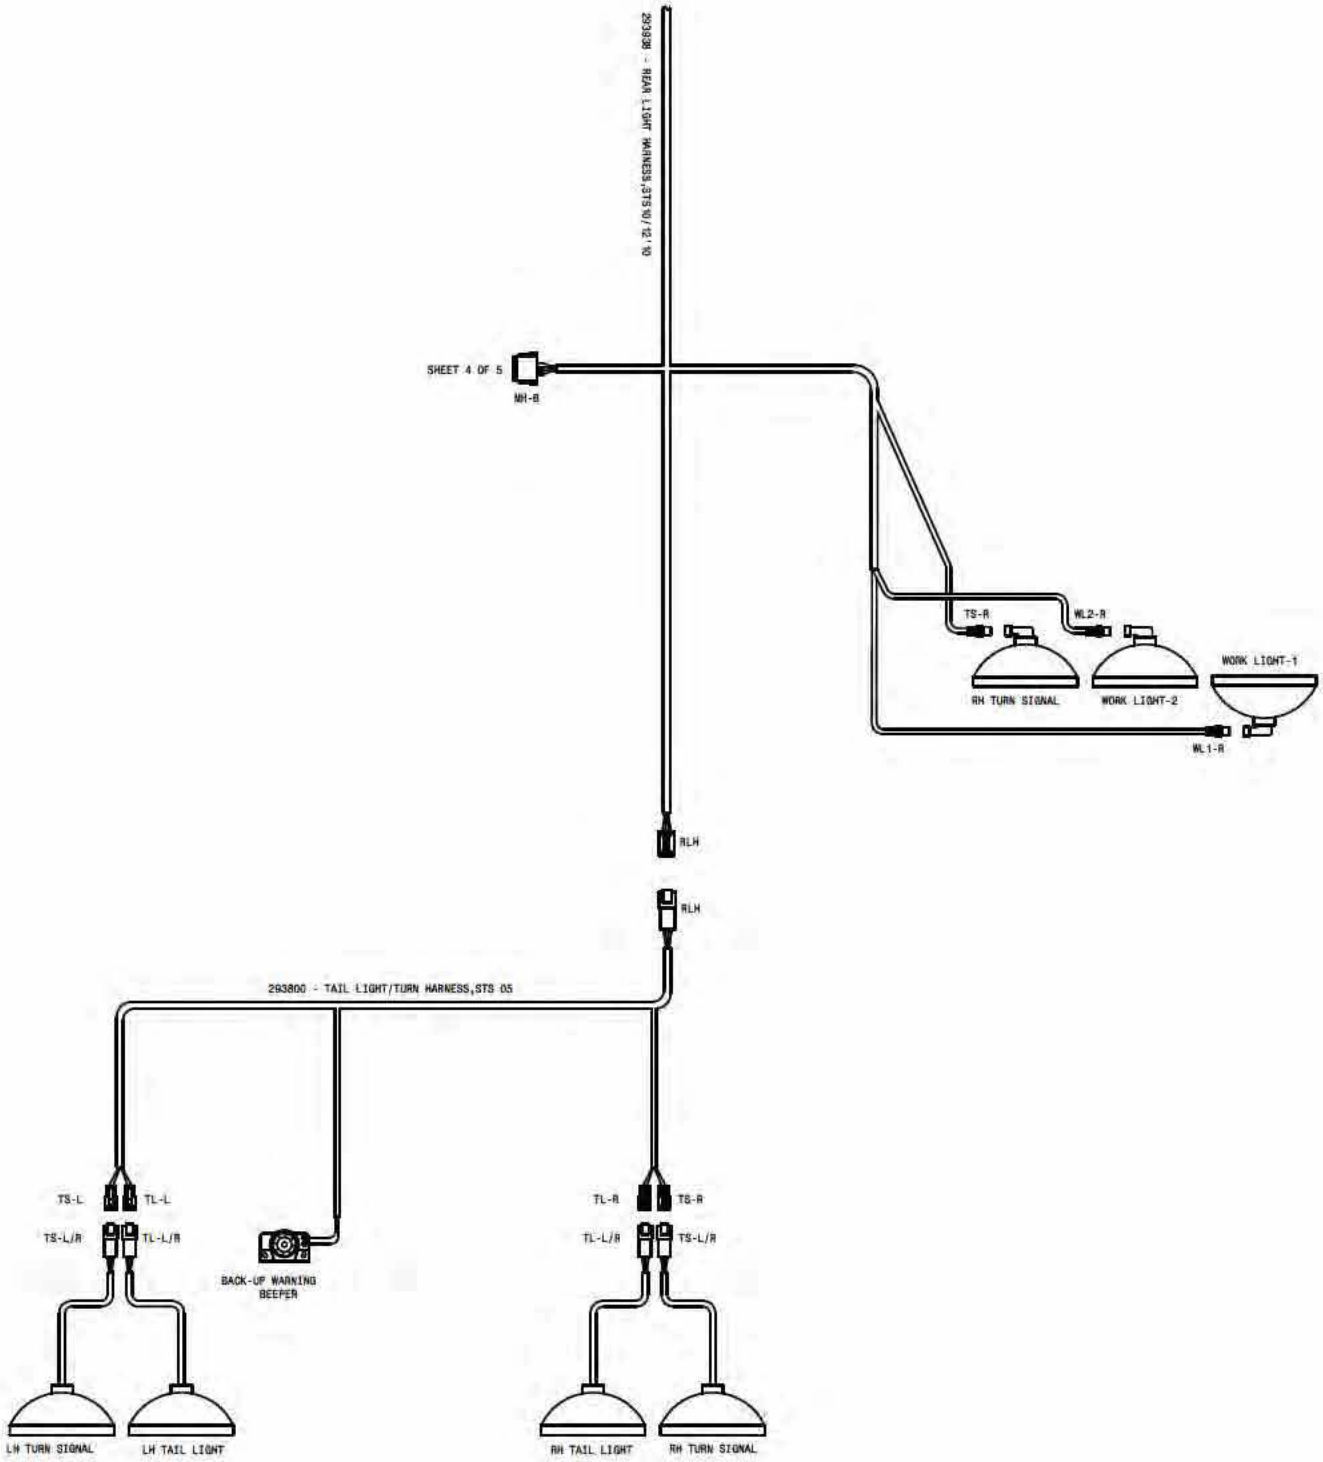 293938 - REAR LIGHT HARNESS,STS10/12'10
SHEET 4 OF 5
MH-B
TS-R
WL2-R
WORK LIGHT-1
RH TURN SIGNAL
WORK LIGHT-2
WL1-R
RLH
RLH
293800 - TAIL LIGHT/TURN HARNESS,STS 05
TS-L
TL-L
TL-R
TS-R
TS-L/R
TL-L/R
TL-L/R
TS-L/R
BACK-UP WARNING
BEEPER
LH TURN SIGNAL
LH TAIL LIGHT
RH TAIL LIGHT
RH TURN SIGNAL